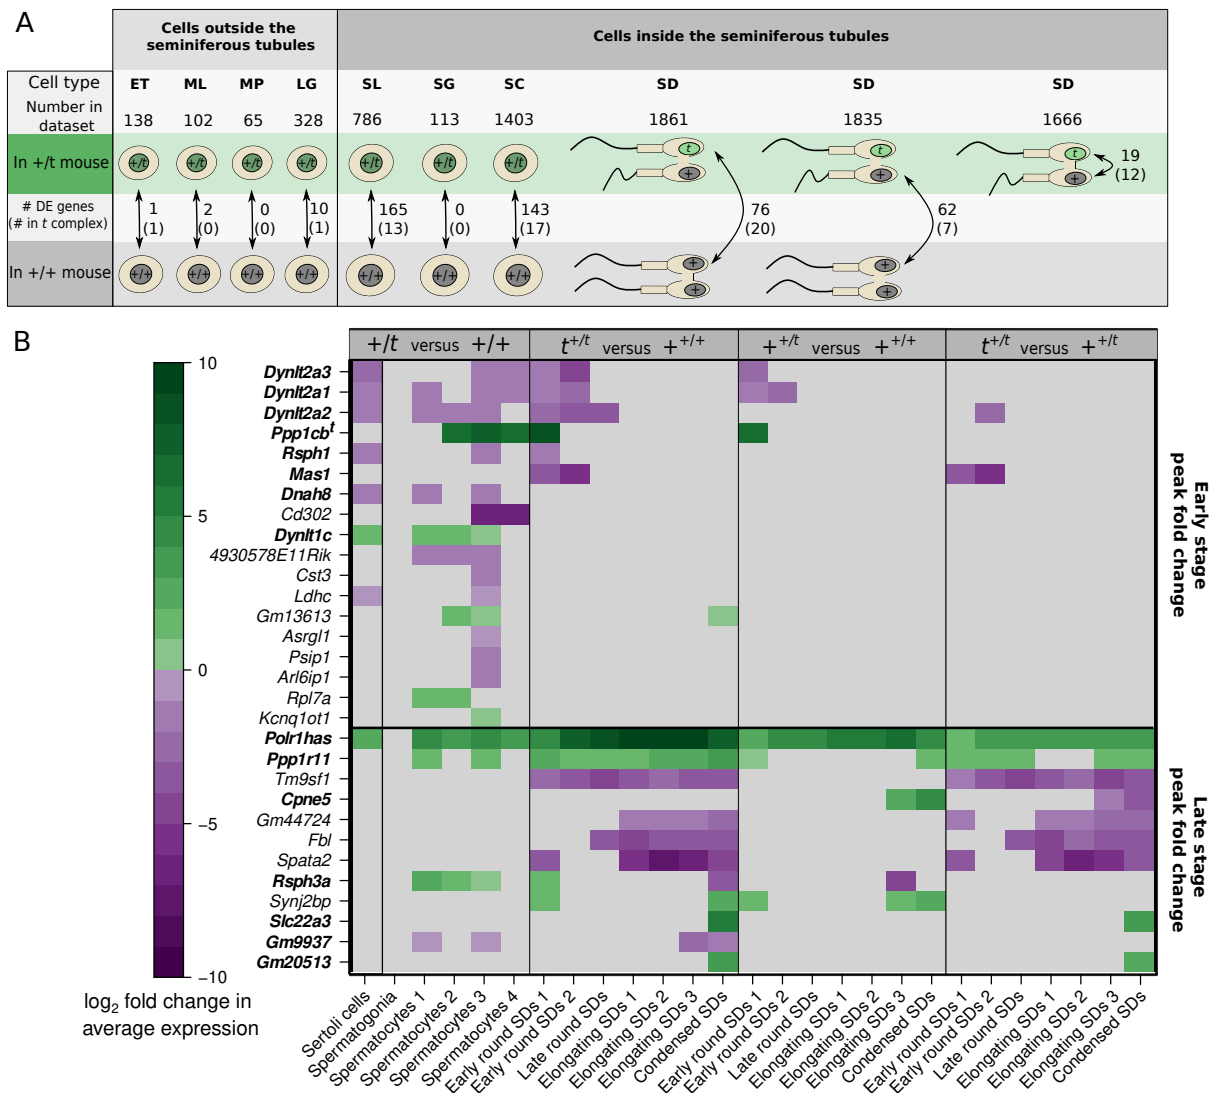 A
Cells outside the
seminiferous tubules
Cells inside the seminiferous tubules
Cell type
ET ML MP LG SL SG SC SD SD SD
Number in
dataset
138 102 65 328 786 113 1403 1861 1835 1666
In +/t mouse
+/t +/t +/t +/t +/t +/t +/t t + t + t +
19
(12)
# DE genes
(# in t complex)
1
(1)
2
(0)
0
(0)
10
(1)
165
(13)
0
(0)
143
(17)
76
(20)
62
(7)
In +/+ mouse
+/+ +/+ +/+ +/+ +/+ +/+ +/+ + + + +
B
+/t versus +/+
t+/t versus ++/+
++/t versus ++/+
t+/t versus ++/t
10
5
0
−5
−10
log2 fold change in
average expression
Dynlt2a3
Dynlt2a1
Dynlt2a2
Ppp1cbt
Rsph1
Mas1
Dnah8
Cd302
Dynlt1c
4930578E11Rik
Cst3
Ldhc
Gm13613
Asrgl1
Psip1
Arl6ip1
Rpl7a
Kcnq1ot1
Polr1has
Ppp1r11
Tm9sf1
Cpne5
Gm44724
Fbl
Spata2
Rsph3a
Synj2bp
Slc22a3
Gm9937
Gm20513
Early stage
peak fold change
Late stage
peak fold change
Sertoli cells
Spermatogonia
Spermatocytes 1
Spermatocytes 2
Spermatocytes 3
Spermatocytes 4
Early round SDs 1
Early round SDs 2
Late round SDs
Elongating SDs 1
Elongating SDs 2
Elongating SDs 3
Condensed SDs
Early round SDs 1
Early round SDs 2
Late round SDs
Elongating SDs 1
Elongating SDs 2
Elongating SDs 3
Condensed SDs
Early round SDs 1
Early round SDs 2
Late round SDs
Elongating SDs 1
Elongating SDs 2
Elongating SDs 3
Condensed SDs